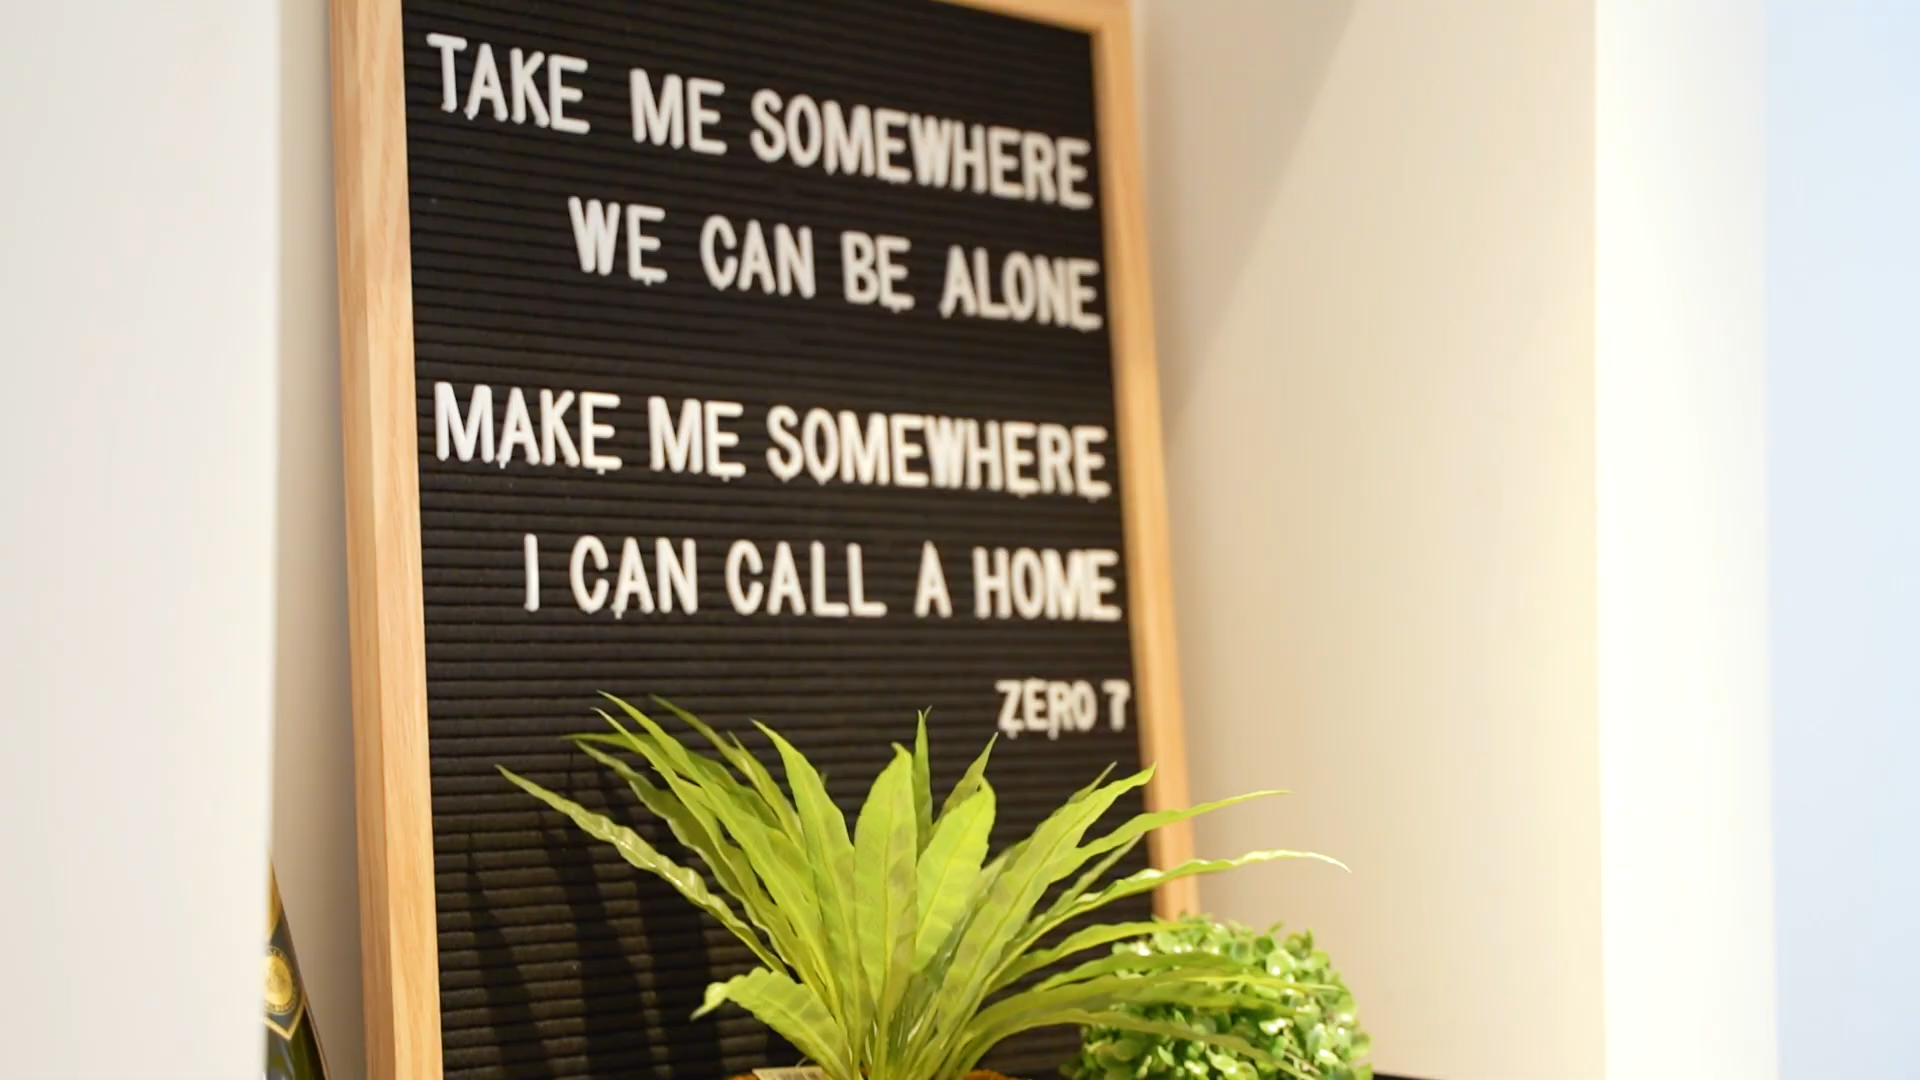 TAKE ME SOMEWHERE
WE CAN BE ALONE
MAKE ME SOMEWHERE
I CAN CALL A HOME
ZERO 7